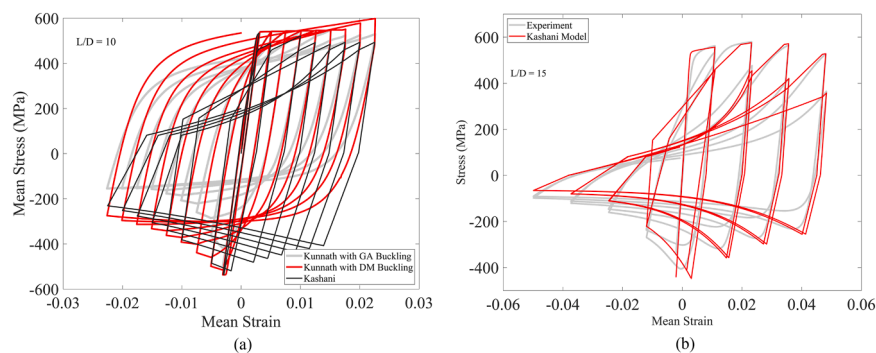 600
400
200
0
-200
-400
-600
Mean Stress (MPa)
L/D = 10
Kunnath with GA Buckling
Kunnath with DM Buckling
Kashani
-0.03 -0.02 -0.01 0 0.01 0.02 0.03
Mean Strain
(a)
600
400
200
0
-200
-400
Stress (MPa)
Experiment
Kashani Model
L/D = 15
-0.06 -0.04 -0.02 0 0.02 0.04 0.06
Mean Strain
(b)